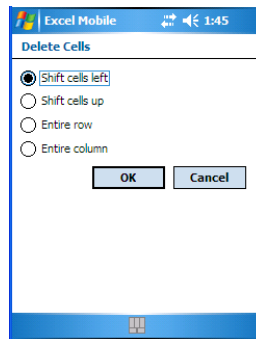 Excel Mobile 1:45
Delete Cells
Shift cells left
Shift cells up
Entire row
Entire column
OK Cancel